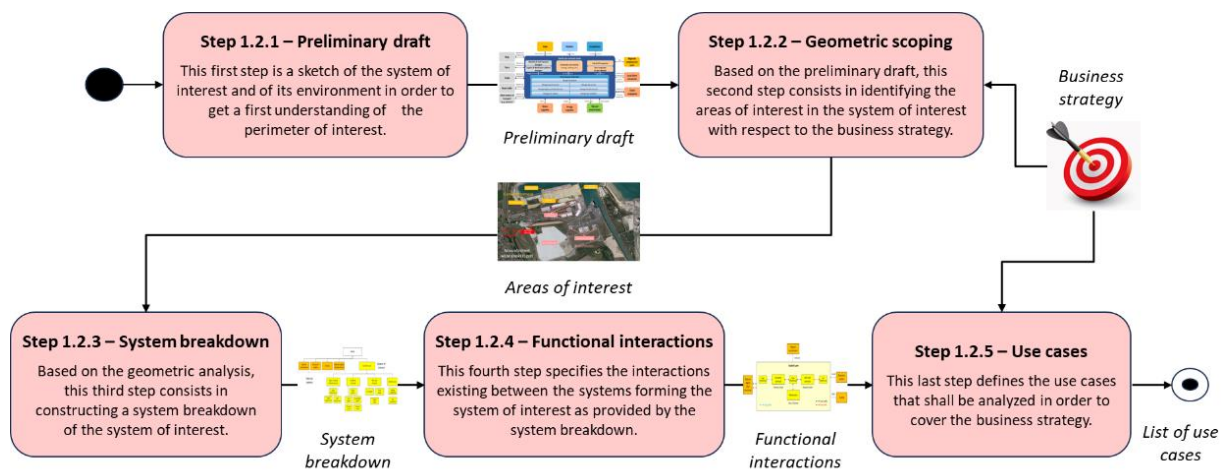 Step 1.2.1 – Preliminary draft
This first step is a sketch of the system of
interest and of its environment in order to
get a first understanding of the
perimeter of interest.
Preliminary draft
Step 1.2.2 – Geometric scoping
Based on the preliminary draft, this
second step consists in identifying the
areas of interest in the system of interest
with respect to the business strategy.
Business
strategy
Areas of interest
Step 1.2.3 – System breakdown
Based on the geometric analysis,
this third step consists in
constructing a system breakdown
of the system of interest.
System
breakdown
Step 1.2.4 – Functional interactions
This fourth step specifies the interactions
existing between the systems forming the
system of interest as provided by the
system breakdown.
Functional
interactions
Step 1.2.5 – Use cases
This last step defines the use cases
that shall be analyzed in order to
cover the business strategy.
List of use
cases